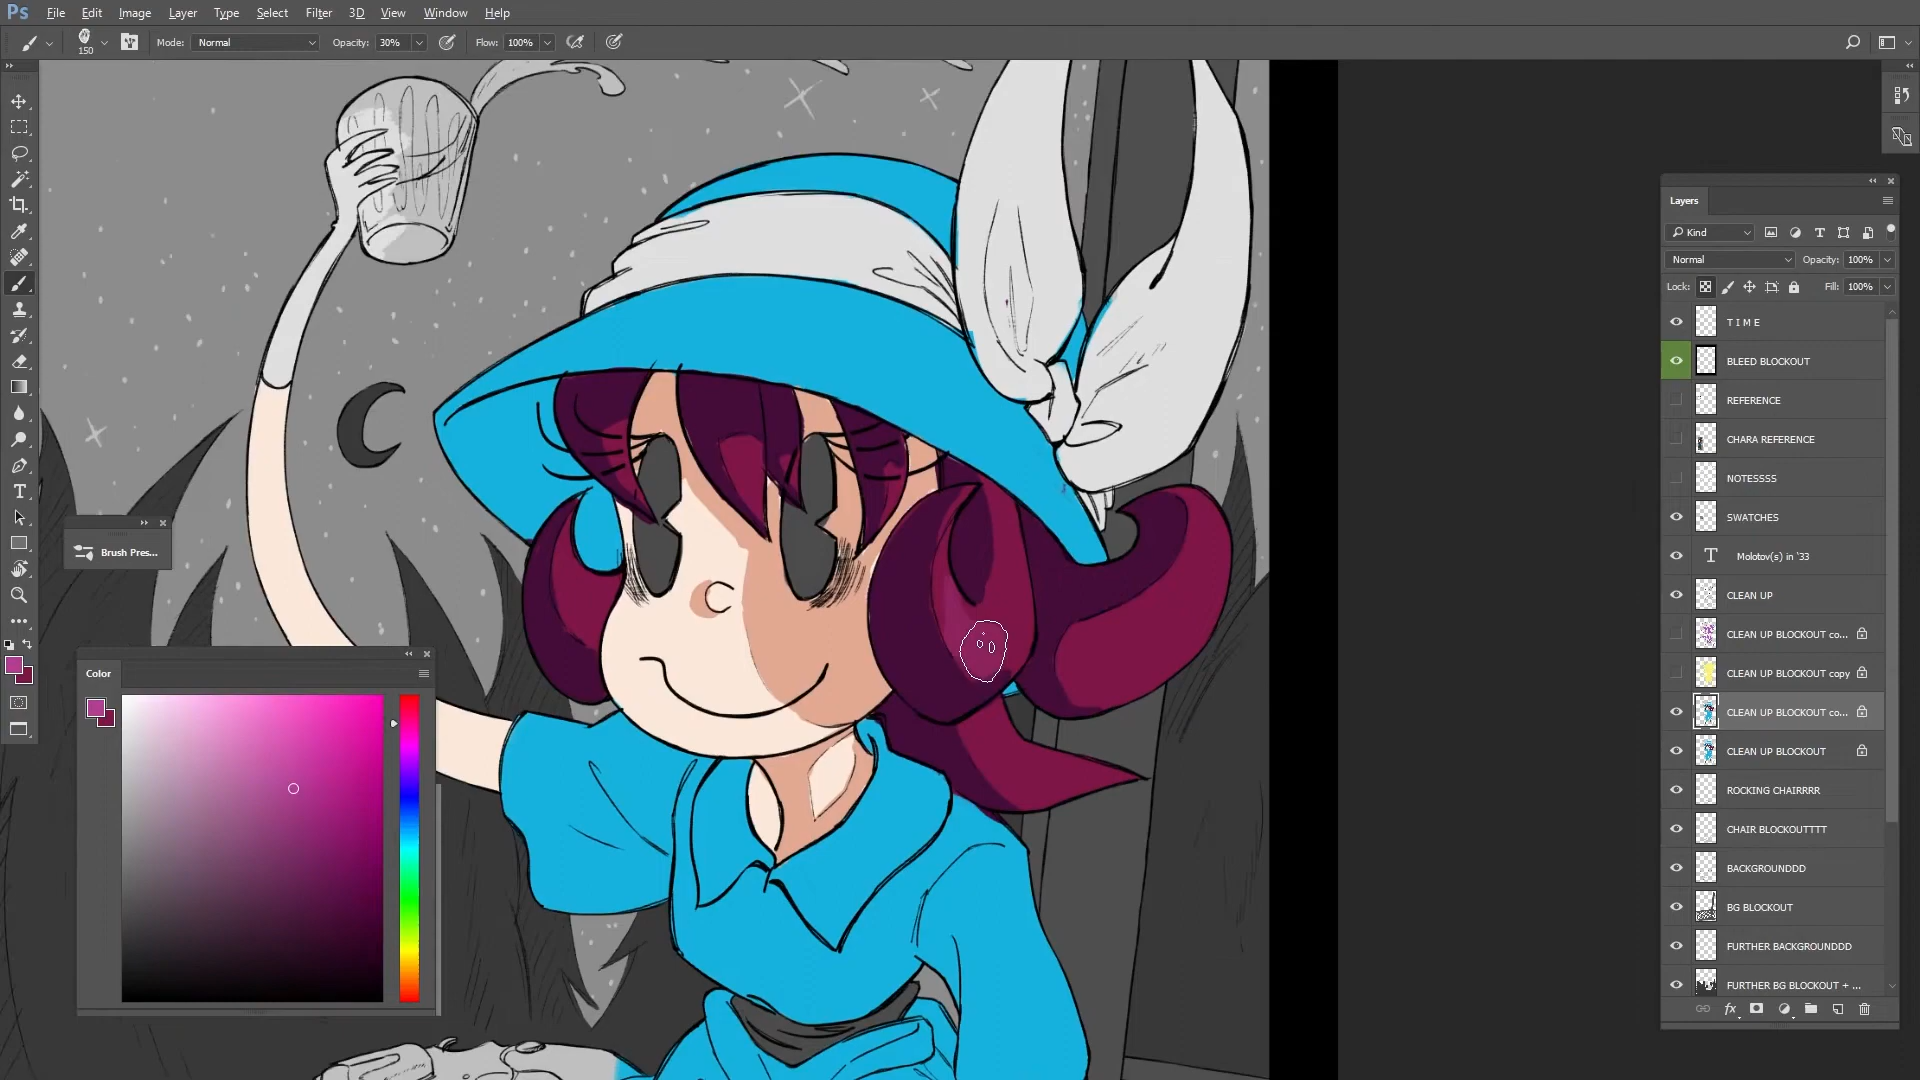 Ps File Edit Image Layer Type Select Filter 3D View Window Help
150 Mode: Normal Opacity: 30% Flow: 100%
Brush Pres...
Color
Layers
Kind
Normal Opacity: 100%
Lock: Fill: 100%
T I M E
BLEED BLOCKOUT
REFERENCE
CHARA REFERENCE
NOTESSSS
SWATCHES
Molotov(s) in '33
CLEAN UP
CLEAN UP BLOCKOUT co...
CLEAN UP BLOCKOUT copy
CLEAN UP BLOCKOUT co...
CLEAN UP BLOCKOUT
ROCKING CHAIRRRR
CHAIR BLOCKOUTTTT
BACKGROUNDDD
BG BLOCKOUT
FURTHER BACKGROUNDDD
FURTHER BG BLOCKOUT + ...
fx